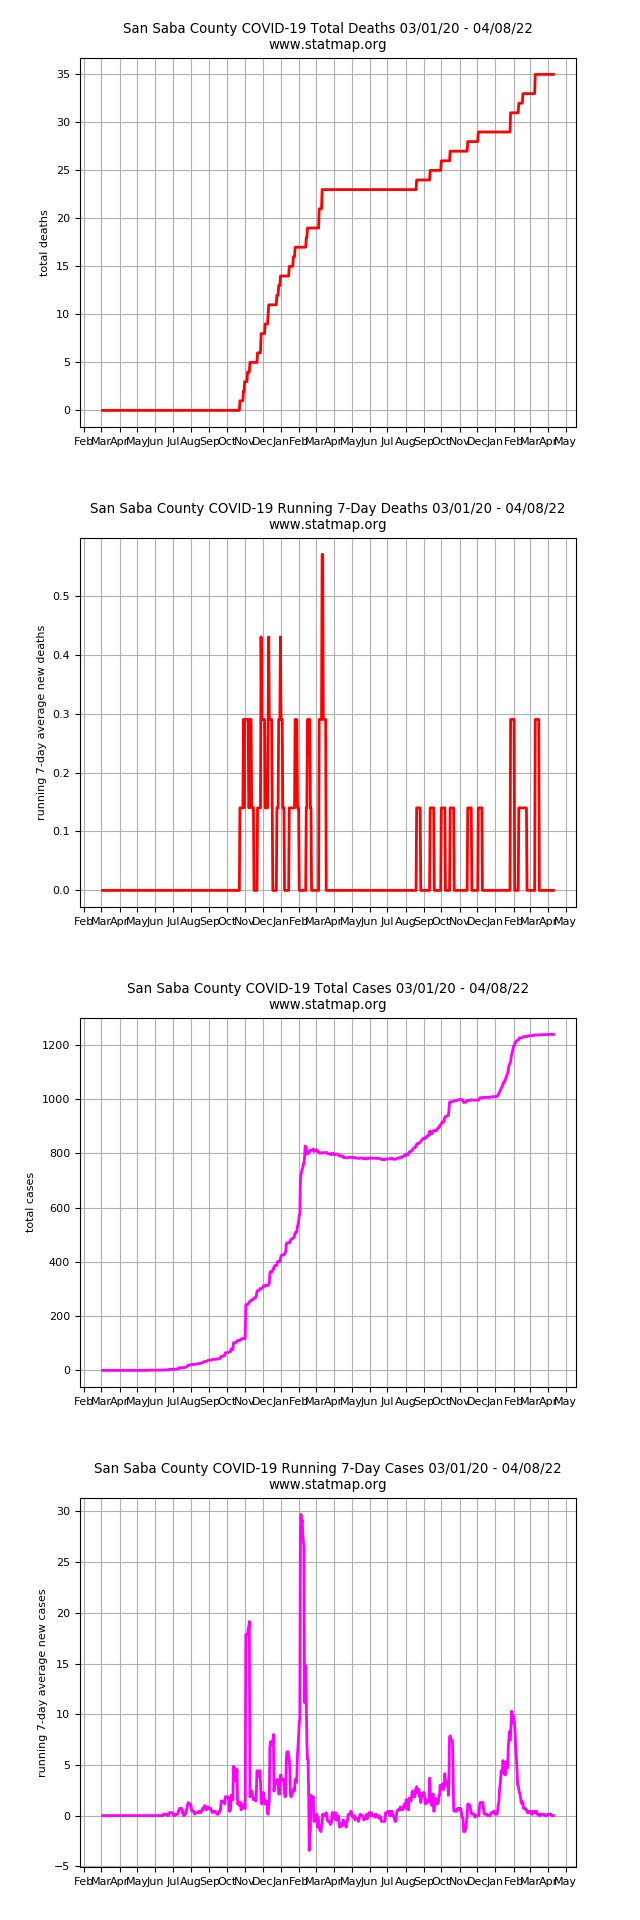 San Saba County COVID-19 Total Deaths 03/01/20 - 04/08/22
www.statmap.org
35
30
25
20
15
10
5
0
total deaths
Feb Mar Apr May Jun Jul Aug Sep Oct Nov Dec Jan Feb Mar Apr May Jun Jul Aug Sep Oct Nov Dec Jan Feb Mar Apr May
San Saba County COVID-19 Running 7-Day Deaths 03/01/20 - 04/08/22
www.statmap.org
0.5
0.4
0.3
0.2
0.1
0.0
running 7-day average new deaths
Feb Mar Apr May Jun Jul Aug Sep Oct Nov Dec Jan Feb Mar Apr May Jun Jul Aug Sep Oct Nov Dec Jan Feb Mar Apr May
San Saba County COVID-19 Total Cases 03/01/20 - 04/08/22
www.statmap.org
1200
1000
800
600
400
200
0
total cases
Feb Mar Apr May Jun Jul Aug Sep Oct Nov Dec Jan Feb Mar Apr May Jun Jul Aug Sep Oct Nov Dec Jan Feb Mar Apr May
San Saba County COVID-19 Running 7-Day Cases 03/01/20 - 04/08/22
www.statmap.org
30
25
20
15
10
5
0
−5
running 7-day average new cases
Feb Mar Apr May Jun Jul Aug Sep Oct Nov Dec Jan Feb Mar Apr May Jun Jul Aug Sep Oct Nov Dec Jan Feb Mar Apr May